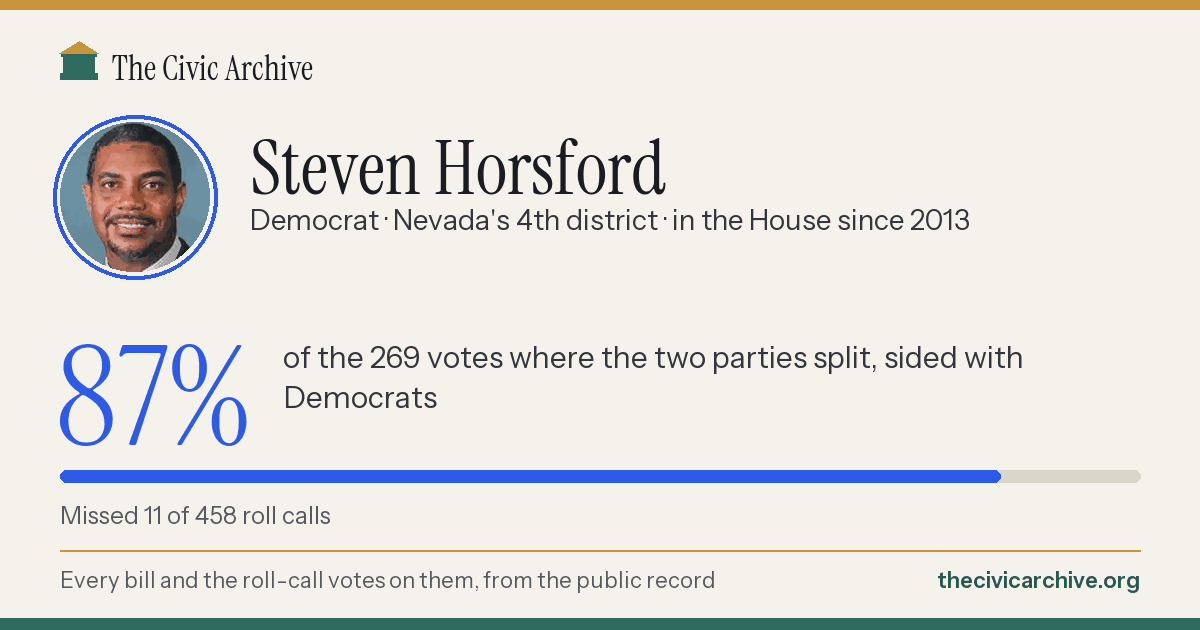 The Civic Archive
Steven Horsford
Democrat · Nevada's 4th district · in the House since 2013
87%
of the 269 votes where the two parties split, sided with
Democrats
Missed 11 of 458 roll calls
Every bill and the roll-call votes on them, from the public record
thecivicarchive.org